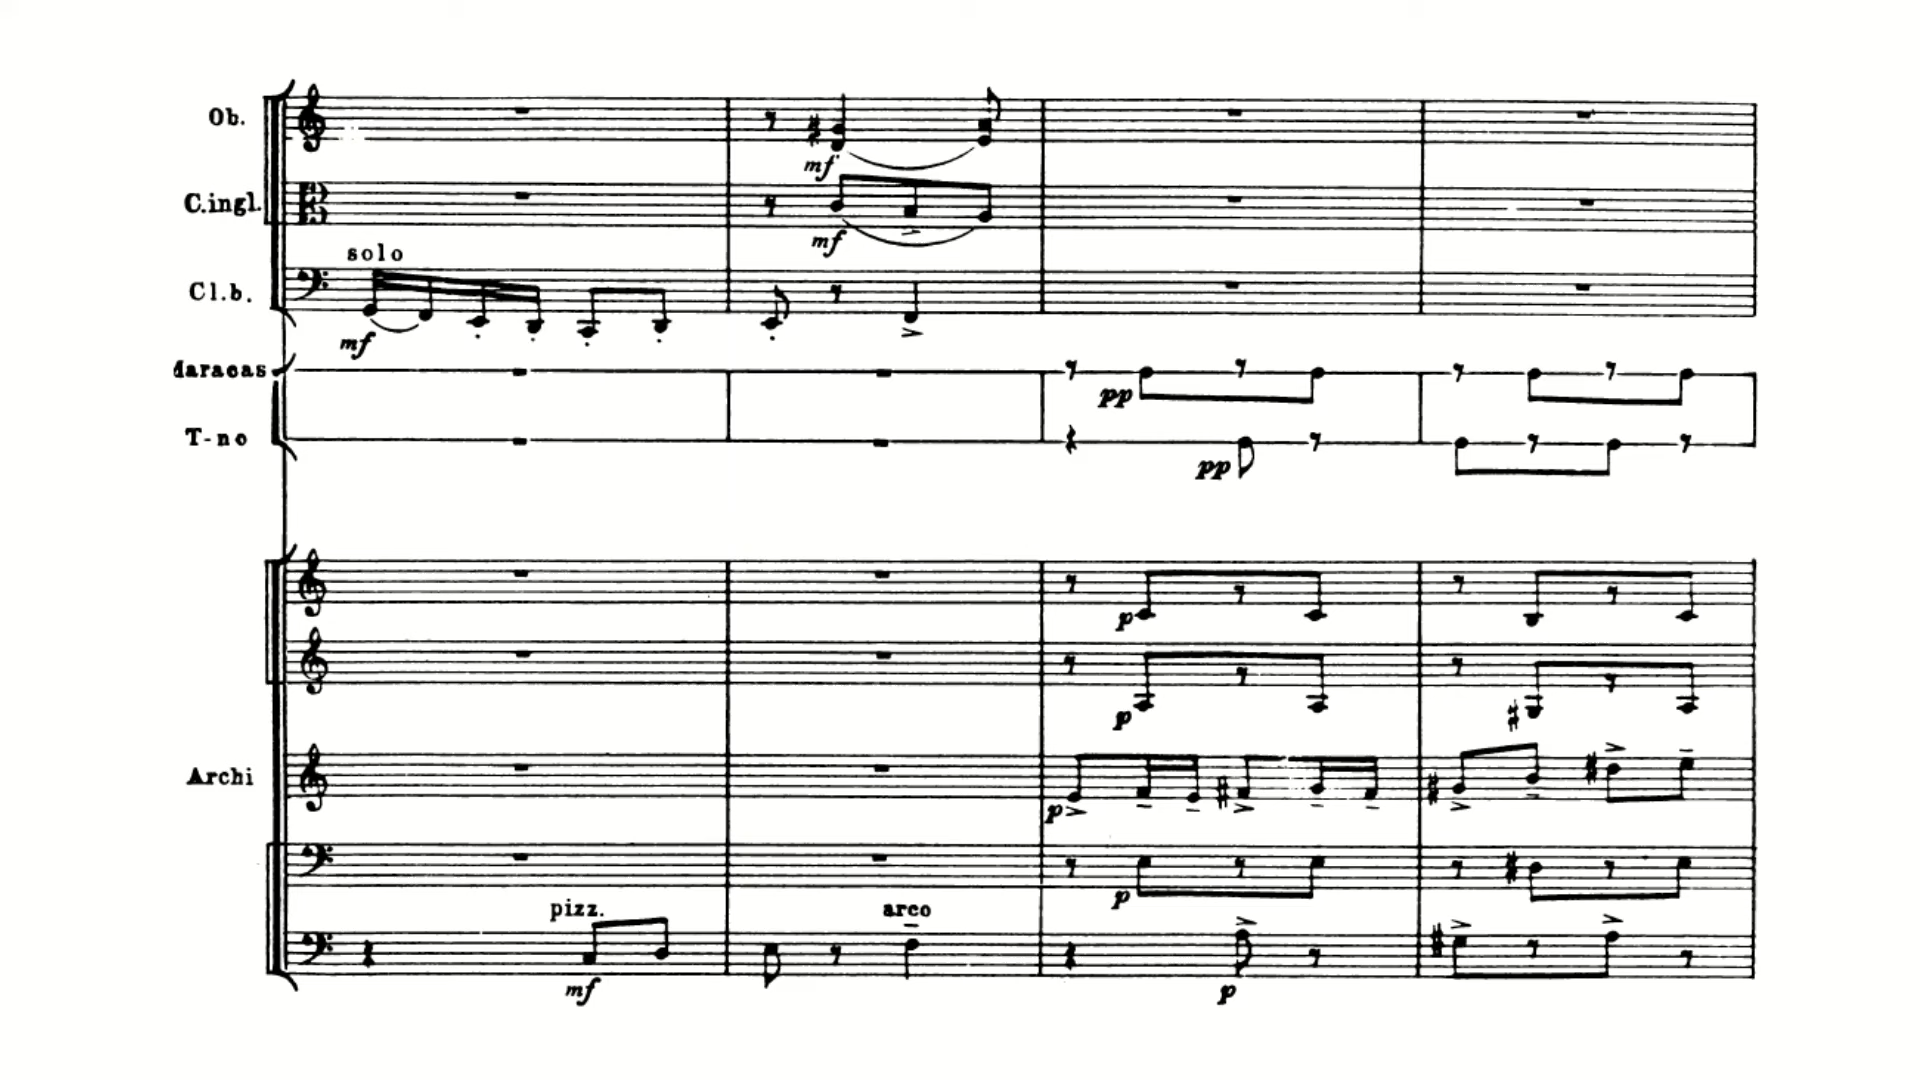 Ob.
mf
C.ingl.
mf
solo
Cl.b.
mf
daracas
pp
T-no
pp
p
p
Archi
p
p
pizz. arco
mf p